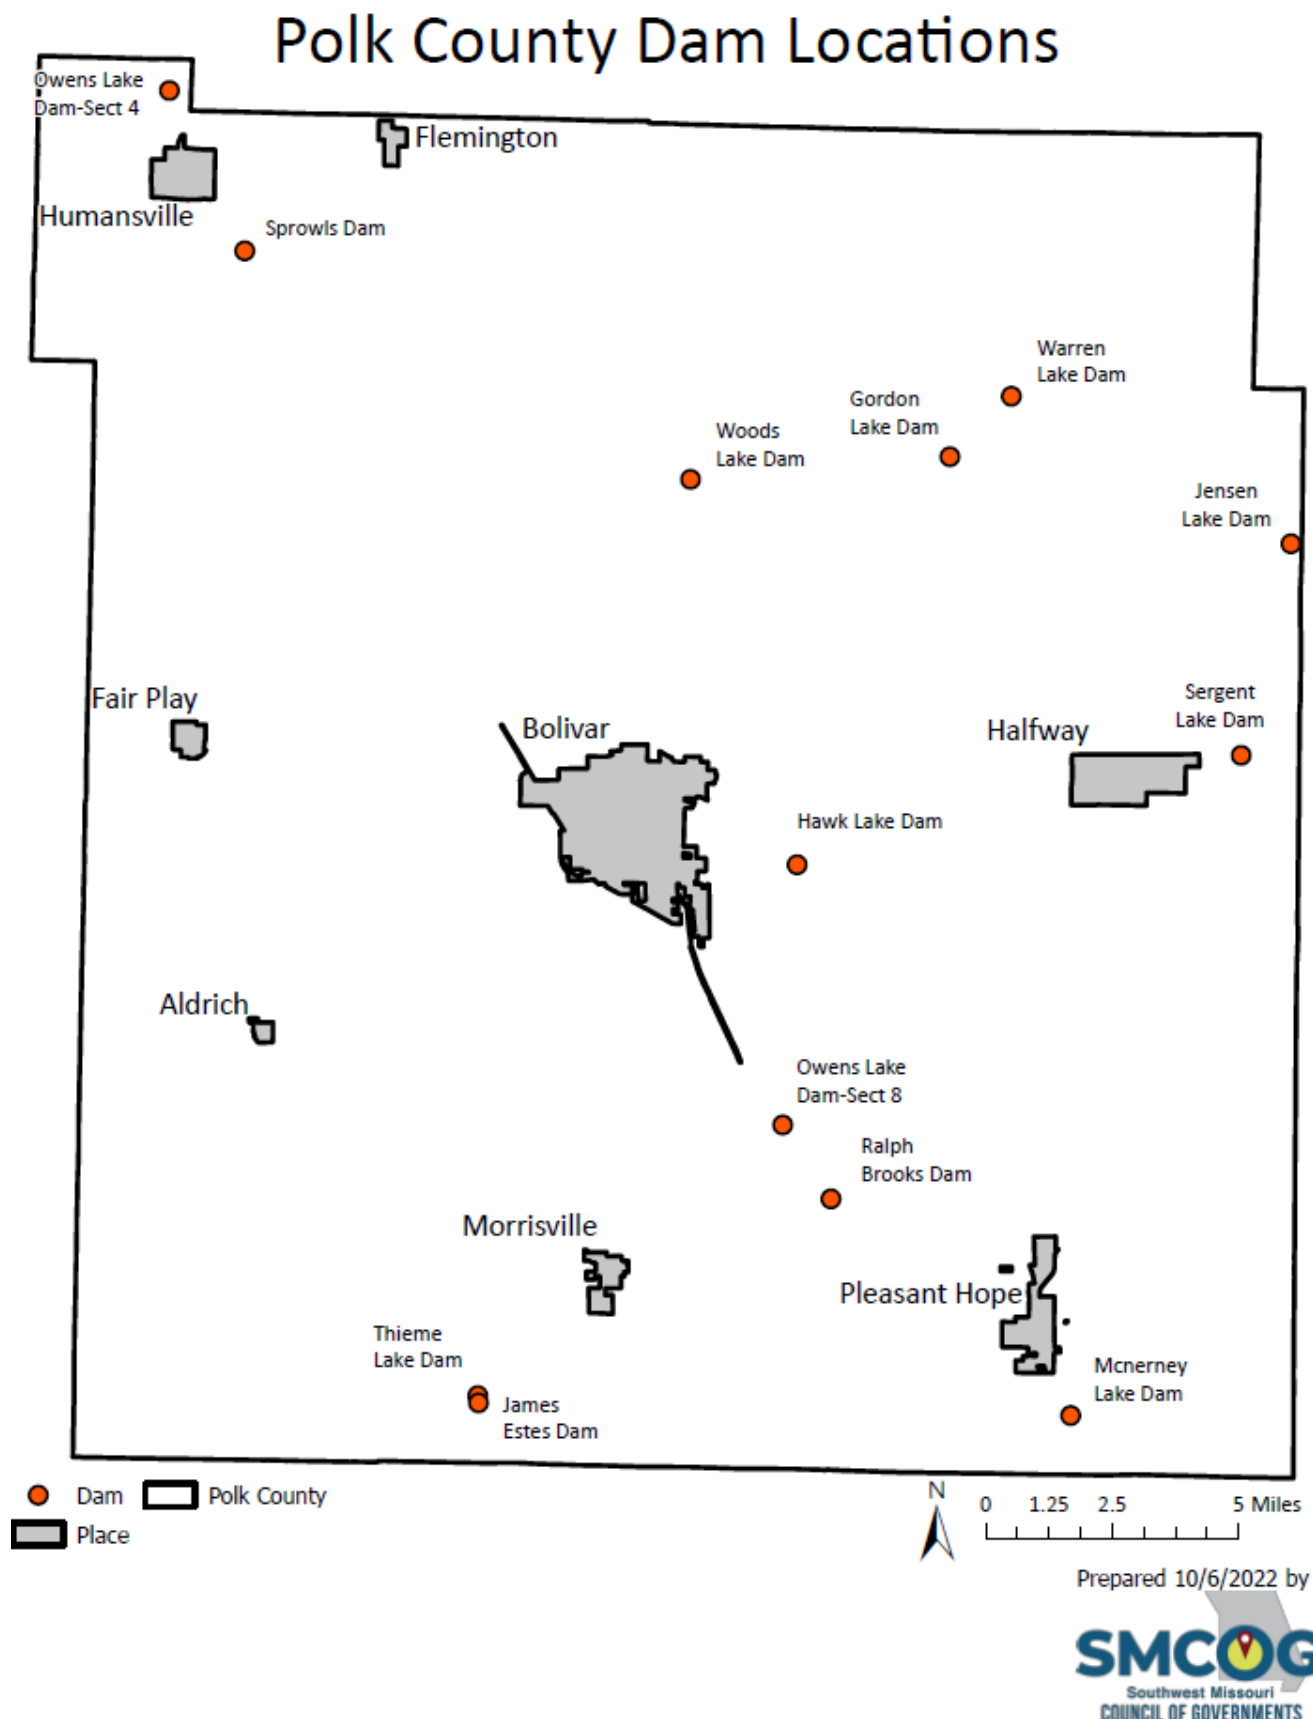 Polk County Dam Locations
Owens Lake
Dam-Sect 4
Flemington
Humansville
Sprowls Dam
Warren
Lake Dam
Gordon
Lake Dam
Woods
Lake Dam
Jensen
Lake Dam
Fair Play
Bolivar
Halfway
Sergent
Lake Dam
Hawk Lake Dam
Aldrich
Owens Lake
Dam-Sect 8
Ralph
Brooks Dam
Morrisville
Pleasant Hope
Thieme
Lake Dam
James
Estes Dam
Mcnerney
Lake Dam
Dam
Polk County
Place
N
0 1.25 2.5 5 Miles
Prepared 10/6/2022 by
SMCOG
Southwest Missouri
COUNCIL OF GOVERNMENTS